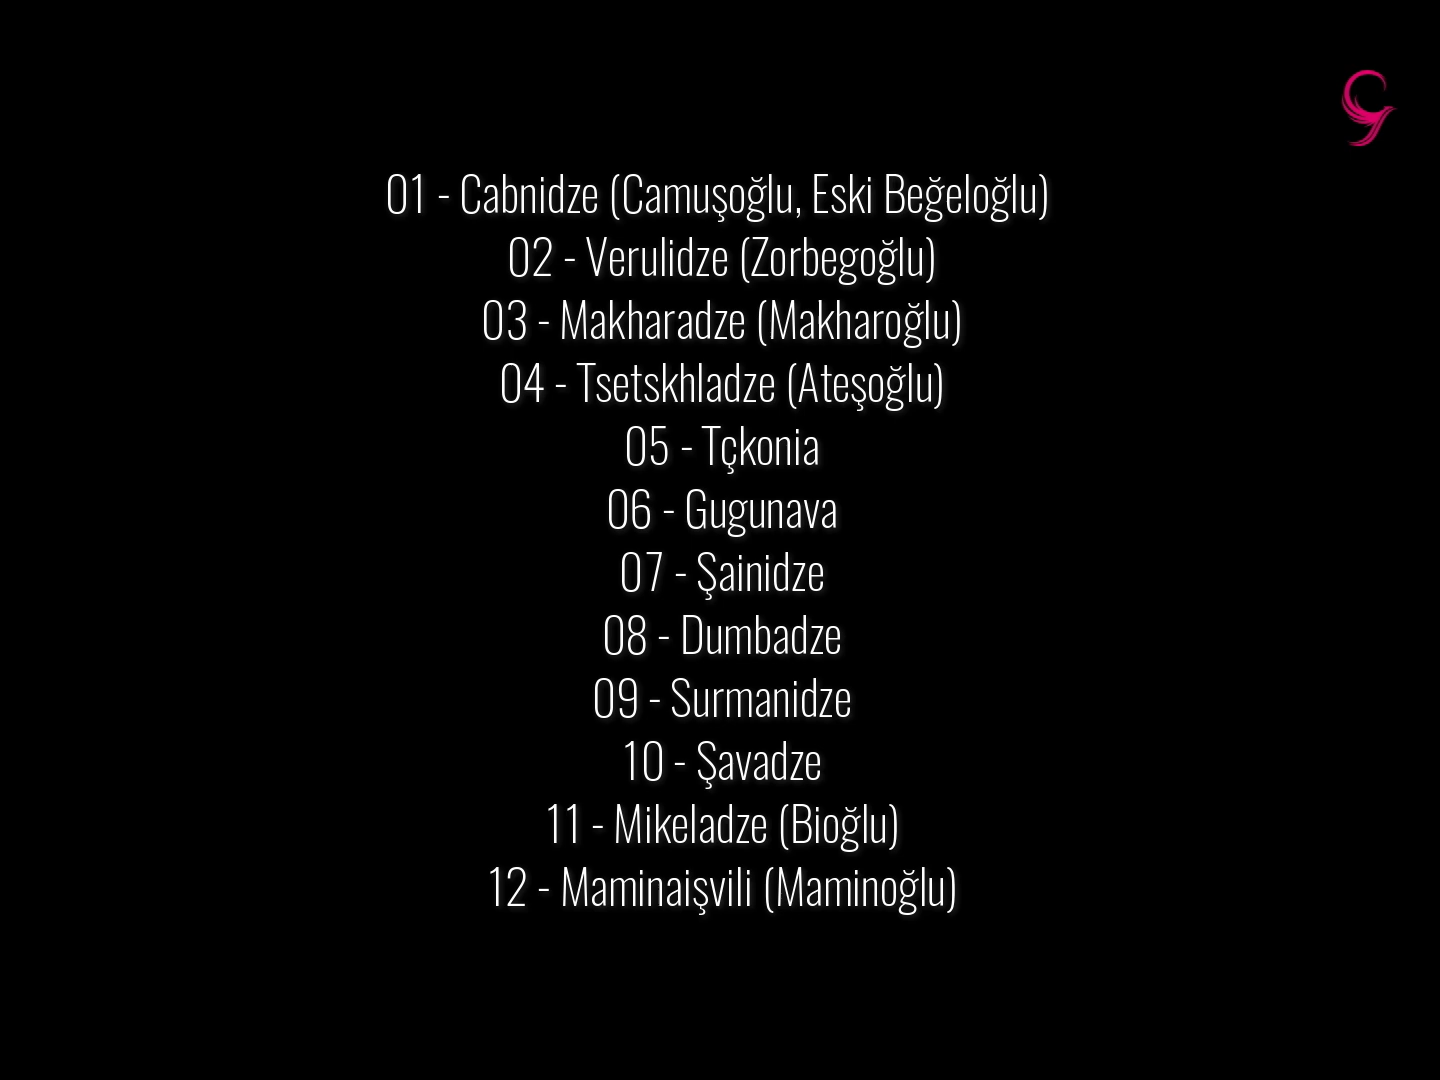 01 - Cabnidze (Camuşoğlu, Eski Beğeloğlu)
02 - Verulidze (Zorbegoğlu)
03 - Makharadze (Makharoğlu)
04 - Tsetskhladze (Ateşoğlu)
05 - Tçkonia
06 - Gugunava
07 - Şainidze
08 - Dumbadze
09 - Surmanidze
10 - Şavadze
11 - Mikeladze (Bioğlu)
12 - Maminaişvili (Maminoğlu)